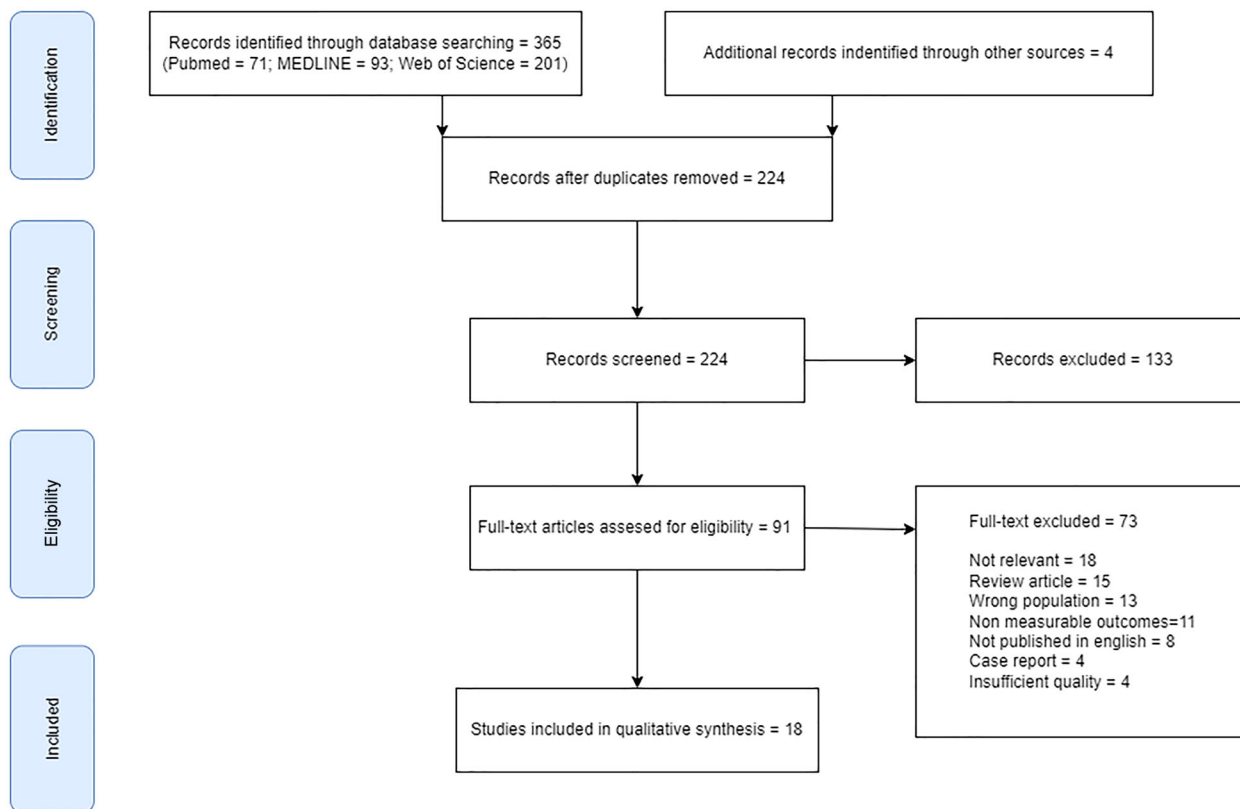 Identification
Records identified through database searching = 365
(Pubmed = 71; MEDLINE = 93; Web of Science = 201)
Additional records indentified through other sources = 4
Records after duplicates removed = 224
Screening
Records screened = 224
Records excluded = 133
Eligibility
Full-text articles assesed for eligibility = 91
Full-text excluded = 73
Not relevant = 18
Review article = 15
Wrong population = 13
Non measurable outcomes=11
Not published in english = 8
Case report = 4
Insufficient quality = 4
Included
Studies included in qualitative synthesis = 18